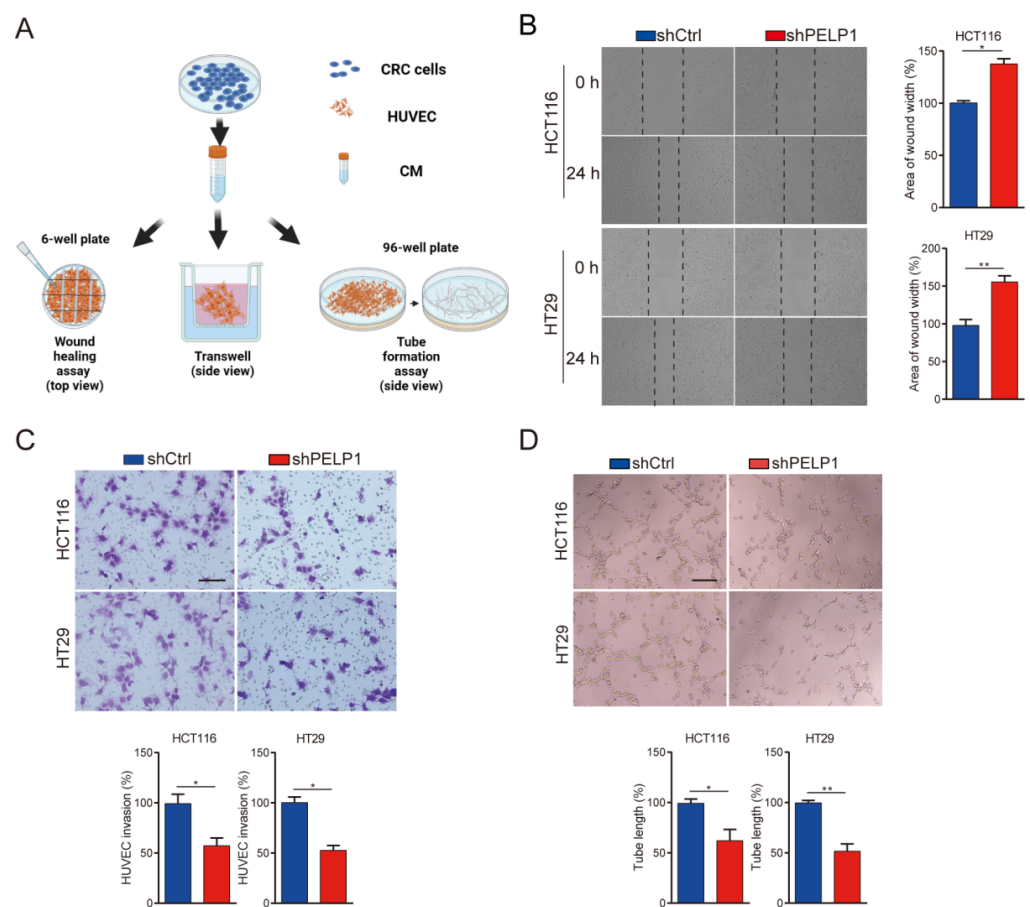 A
CRC cells
HUVEC
CM
6-well plate
96-well plate
Wound
healing
assay
(top view)
Transwell
(side view)
Tube
formation
assay
(side view)
B
shCtrl
shPELP1
HCT116
0 h
24 h
HT29
0 h
24 h
HCT116
Area of wound width (%)
150
100
50
0
*
HT29
Area of wound width (%)
200
150
100
50
0
**
C
shCtrl
shPELP1
HCT116
HT29
HCT116
HUVEC invasion (%)
150
100
50
0
*
HT29
HUVEC invasion (%)
150
100
50
0
*
D
shCtrl
shPELP1
HCT116
HT29
HCT116
Tube length (%)
150
100
50
0
*
HT29
Tube length (%)
150
100
50
0
**